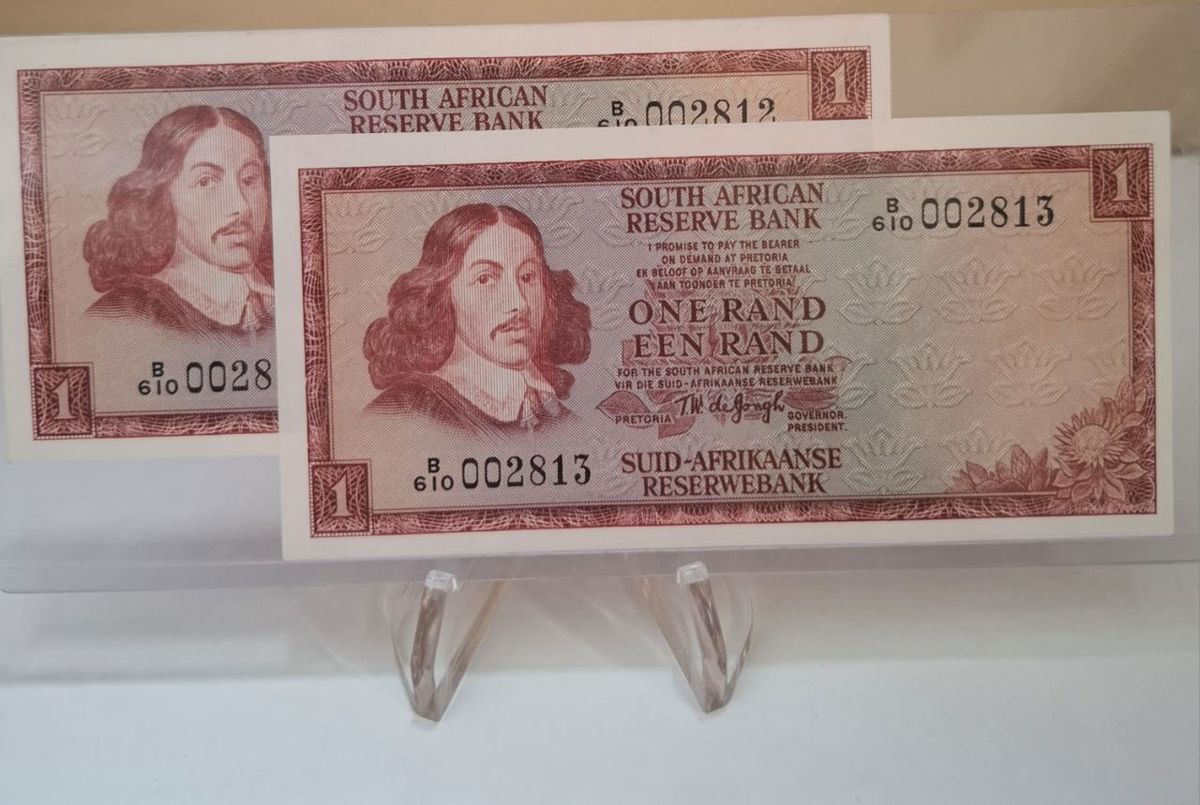 1
SOUTH AFRICAN
RESERVE BANK
B
610 002812
B
610 0028
1
1
SOUTH AFRICAN
RESERVE BANK
B
610 002813
I PROMISE TO PAY THE BEARER
ON DEMAND AT PRETORIA
EK BELOOF OP AANVRAAG TE BETAAL
AAN TOONDER TE PRETORIA
ONE RAND
EEN RAND
FOR THE SOUTH AFRICAN RESERVE BANK
VIR DIE SUID-AFRIKAANSE RESERWEBANK
PRETORIA T.W. de Jongh GOVERNOR.
PRESIDENT.
B
610 002813
SUID-AFRIKAANSE
RESERWEBANK
1